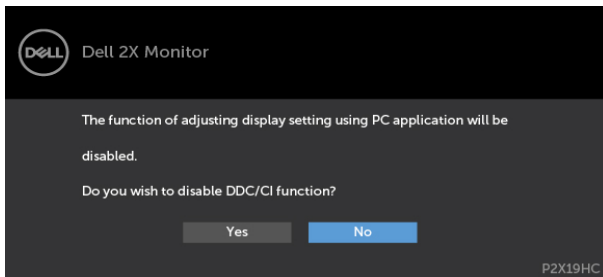 DELL
Dell 2X Monitor
The function of adjusting display setting using PC application will be
disabled.
Do you wish to disable DDC/CI function?
Yes No
P2X19HC